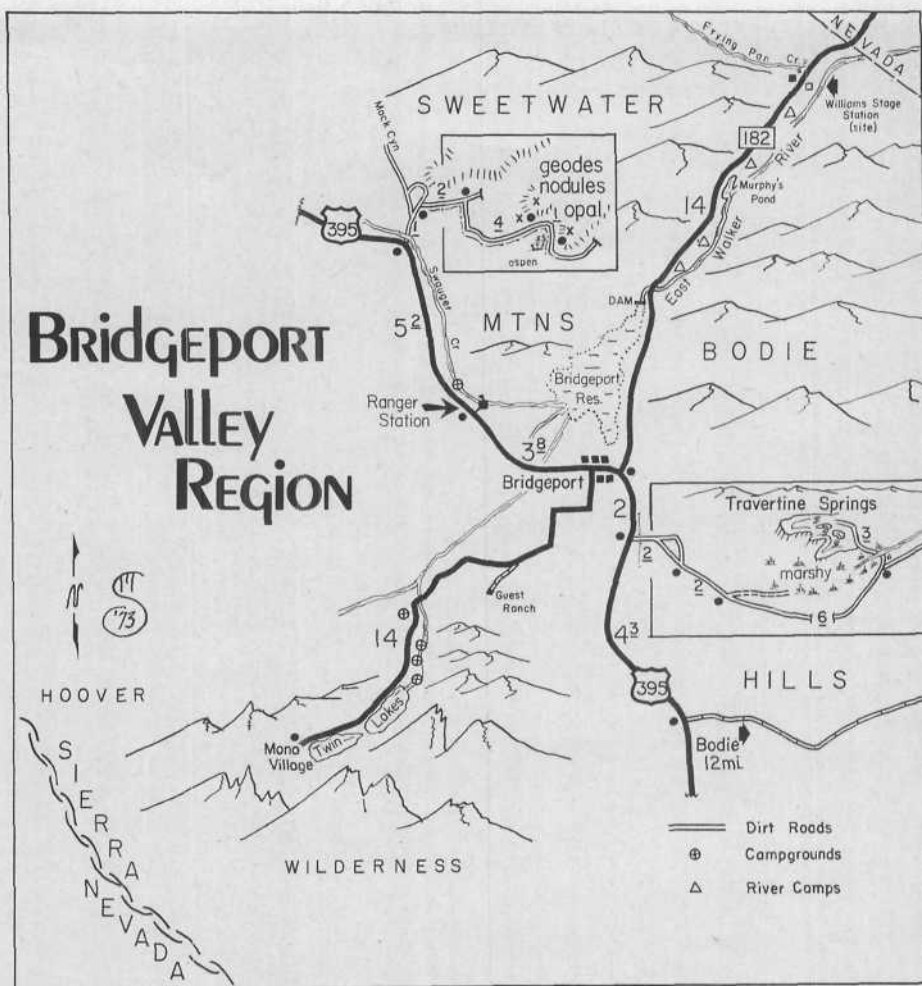 Frying Pan Cr.
NEVADA
SWEETWATER
Mack Cyn
Williams Stage
Station
(site)
182
River
geodes
nodules
opal
2
4
1
aspen
14
Murphy's
Pond
395
Walker
East
Swauger
Cr
DAM
MTNS
5 2
BRIDGEPORT
VALLEY
REGION
BODIE
Bridgeport
Res.
Ranger
Station
3 8
Bridgeport
2
Travertine Springs
3
2
marshy
2
6
Guest
Ranch
N
17
'73
14
4 3
HOOVER
395
HILLS
Twin
Lakes
Mono
Village
Bodie
12mi.
SIERRA
NEVADA
WILDERNESS
Dirt Roads
Campgrounds
River Camps